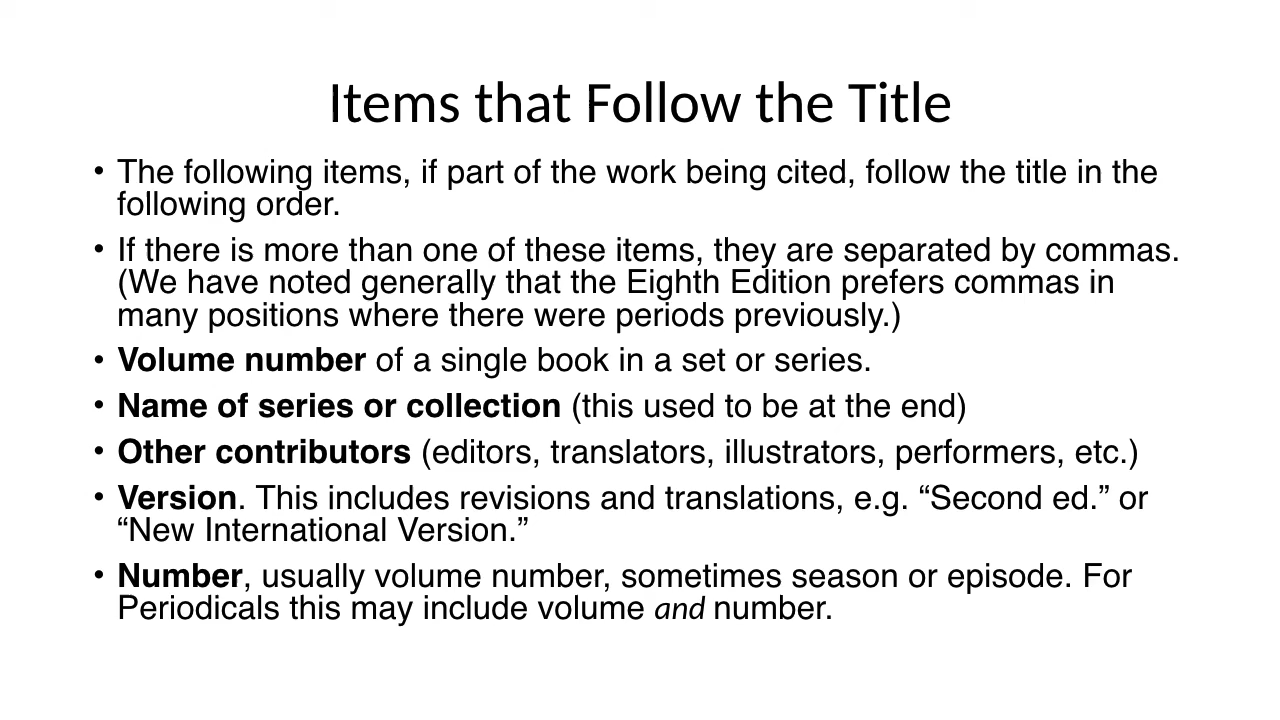 Items that Follow the Title
• The following items, if part of the work being cited, follow the title in the
following order.
• If there is more than one of these items, they are separated by commas.
(We have noted generally that the Eighth Edition prefers commas in
many positions where there were periods previously.)
• Volume number of a single book in a set or series.
• Name of series or collection (this used to be at the end)
• Other contributors (editors, translators, illustrators, performers, etc.)
• Version. This includes revisions and translations, e.g. “Second ed.” or
“New International Version.”
• Number, usually volume number, sometimes season or episode. For
Periodicals this may include volume and number.